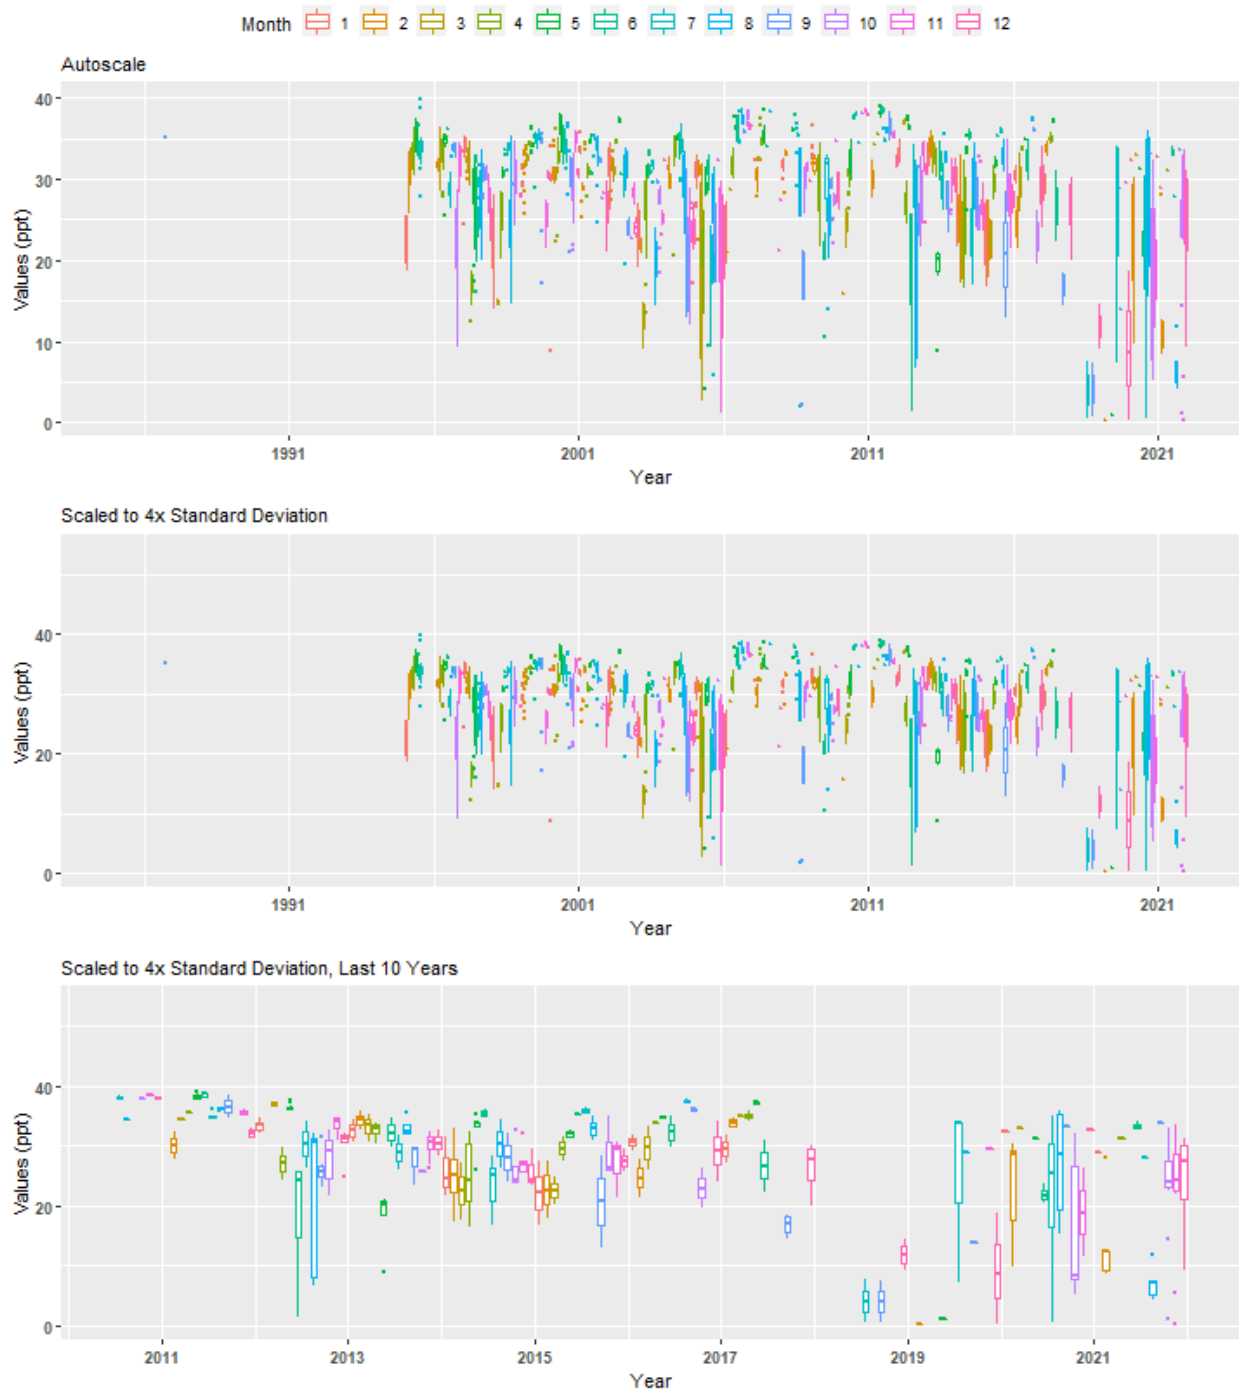 Month 1 2 3 4 5 6 7 8 9 10 11 12
Autoscale
Values (ppt)
40
30
20
10
0
1991 2001 2011 2021
Year
Scaled to 4x Standard Deviation
Values (ppt)
40
20
0
1991 2001 2011 2021
Year
Scaled to 4x Standard Deviation, Last 10 Years
Values (ppt)
40
20
0
2011 2013 2015 2017 2019 2021
Year